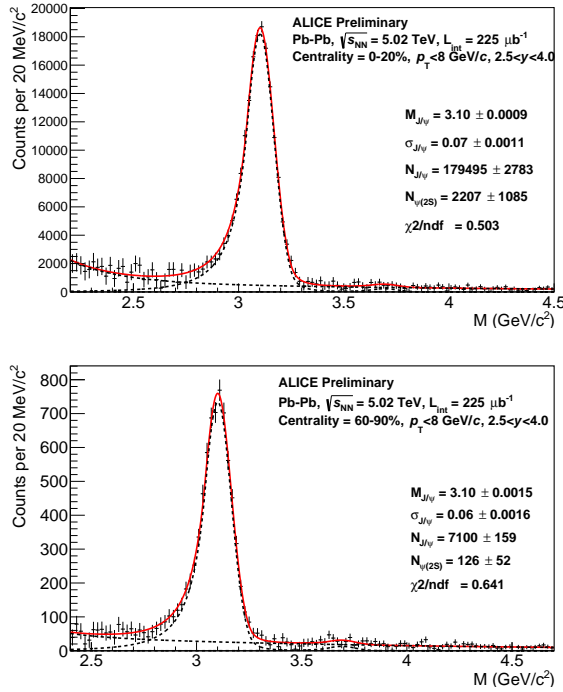 ALICE Preliminary
Pb-Pb, √sNN = 5.02 TeV, Lint = 225 μb-1
Centrality = 0-20%, pT<8 GeV/c, 2.5<y<4.0
MJ/ψ = 3.10 ± 0.0009
σJ/ψ = 0.07 ± 0.0011
NJ/ψ = 179495 ± 2783
Nψ(2S) = 2207 ± 1085
χ2/ndf = 0.503
Counts per 20 MeV/c²
20000
18000
16000
14000
12000
10000
8000
6000
4000
2000
0
2.5 3 3.5 4 4.5
M (GeV/c²)
ALICE Preliminary
Pb-Pb, √sNN = 5.02 TeV, Lint = 225 μb-1
Centrality = 60-90%, pT<8 GeV/c, 2.5<y<4.0
MJ/ψ = 3.10 ± 0.0015
σJ/ψ = 0.06 ± 0.0016
NJ/ψ = 7100 ± 159
Nψ(2S) = 126 ± 52
χ2/ndf = 0.641
Counts per 20 MeV/c²
800
700
600
500
400
300
200
100
0
2.5 3 3.5 4 4.5
M (GeV/c²)